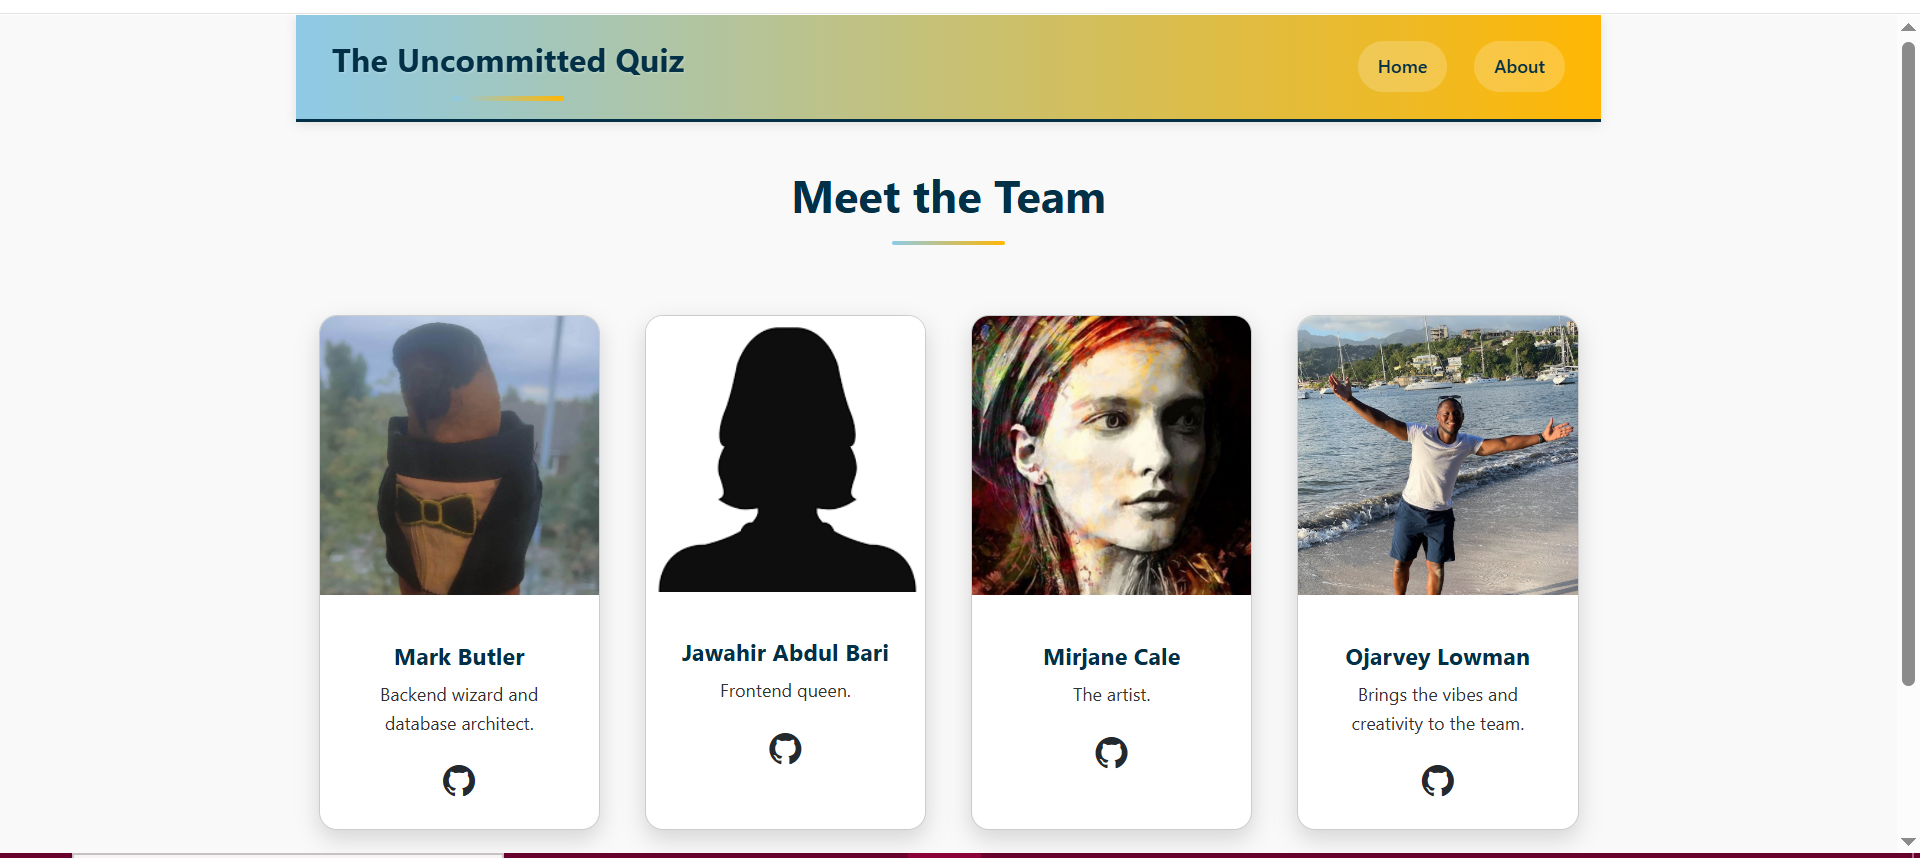 The Uncommitted Quiz
Home
About
Meet the Team
Mark Butler
Backend wizard and
database architect.
Jawahir Abdul Bari
Frontend queen.
Mirjane Cale
The artist.
Ojarvey Lowman
Brings the vibes and
creativity to the team.